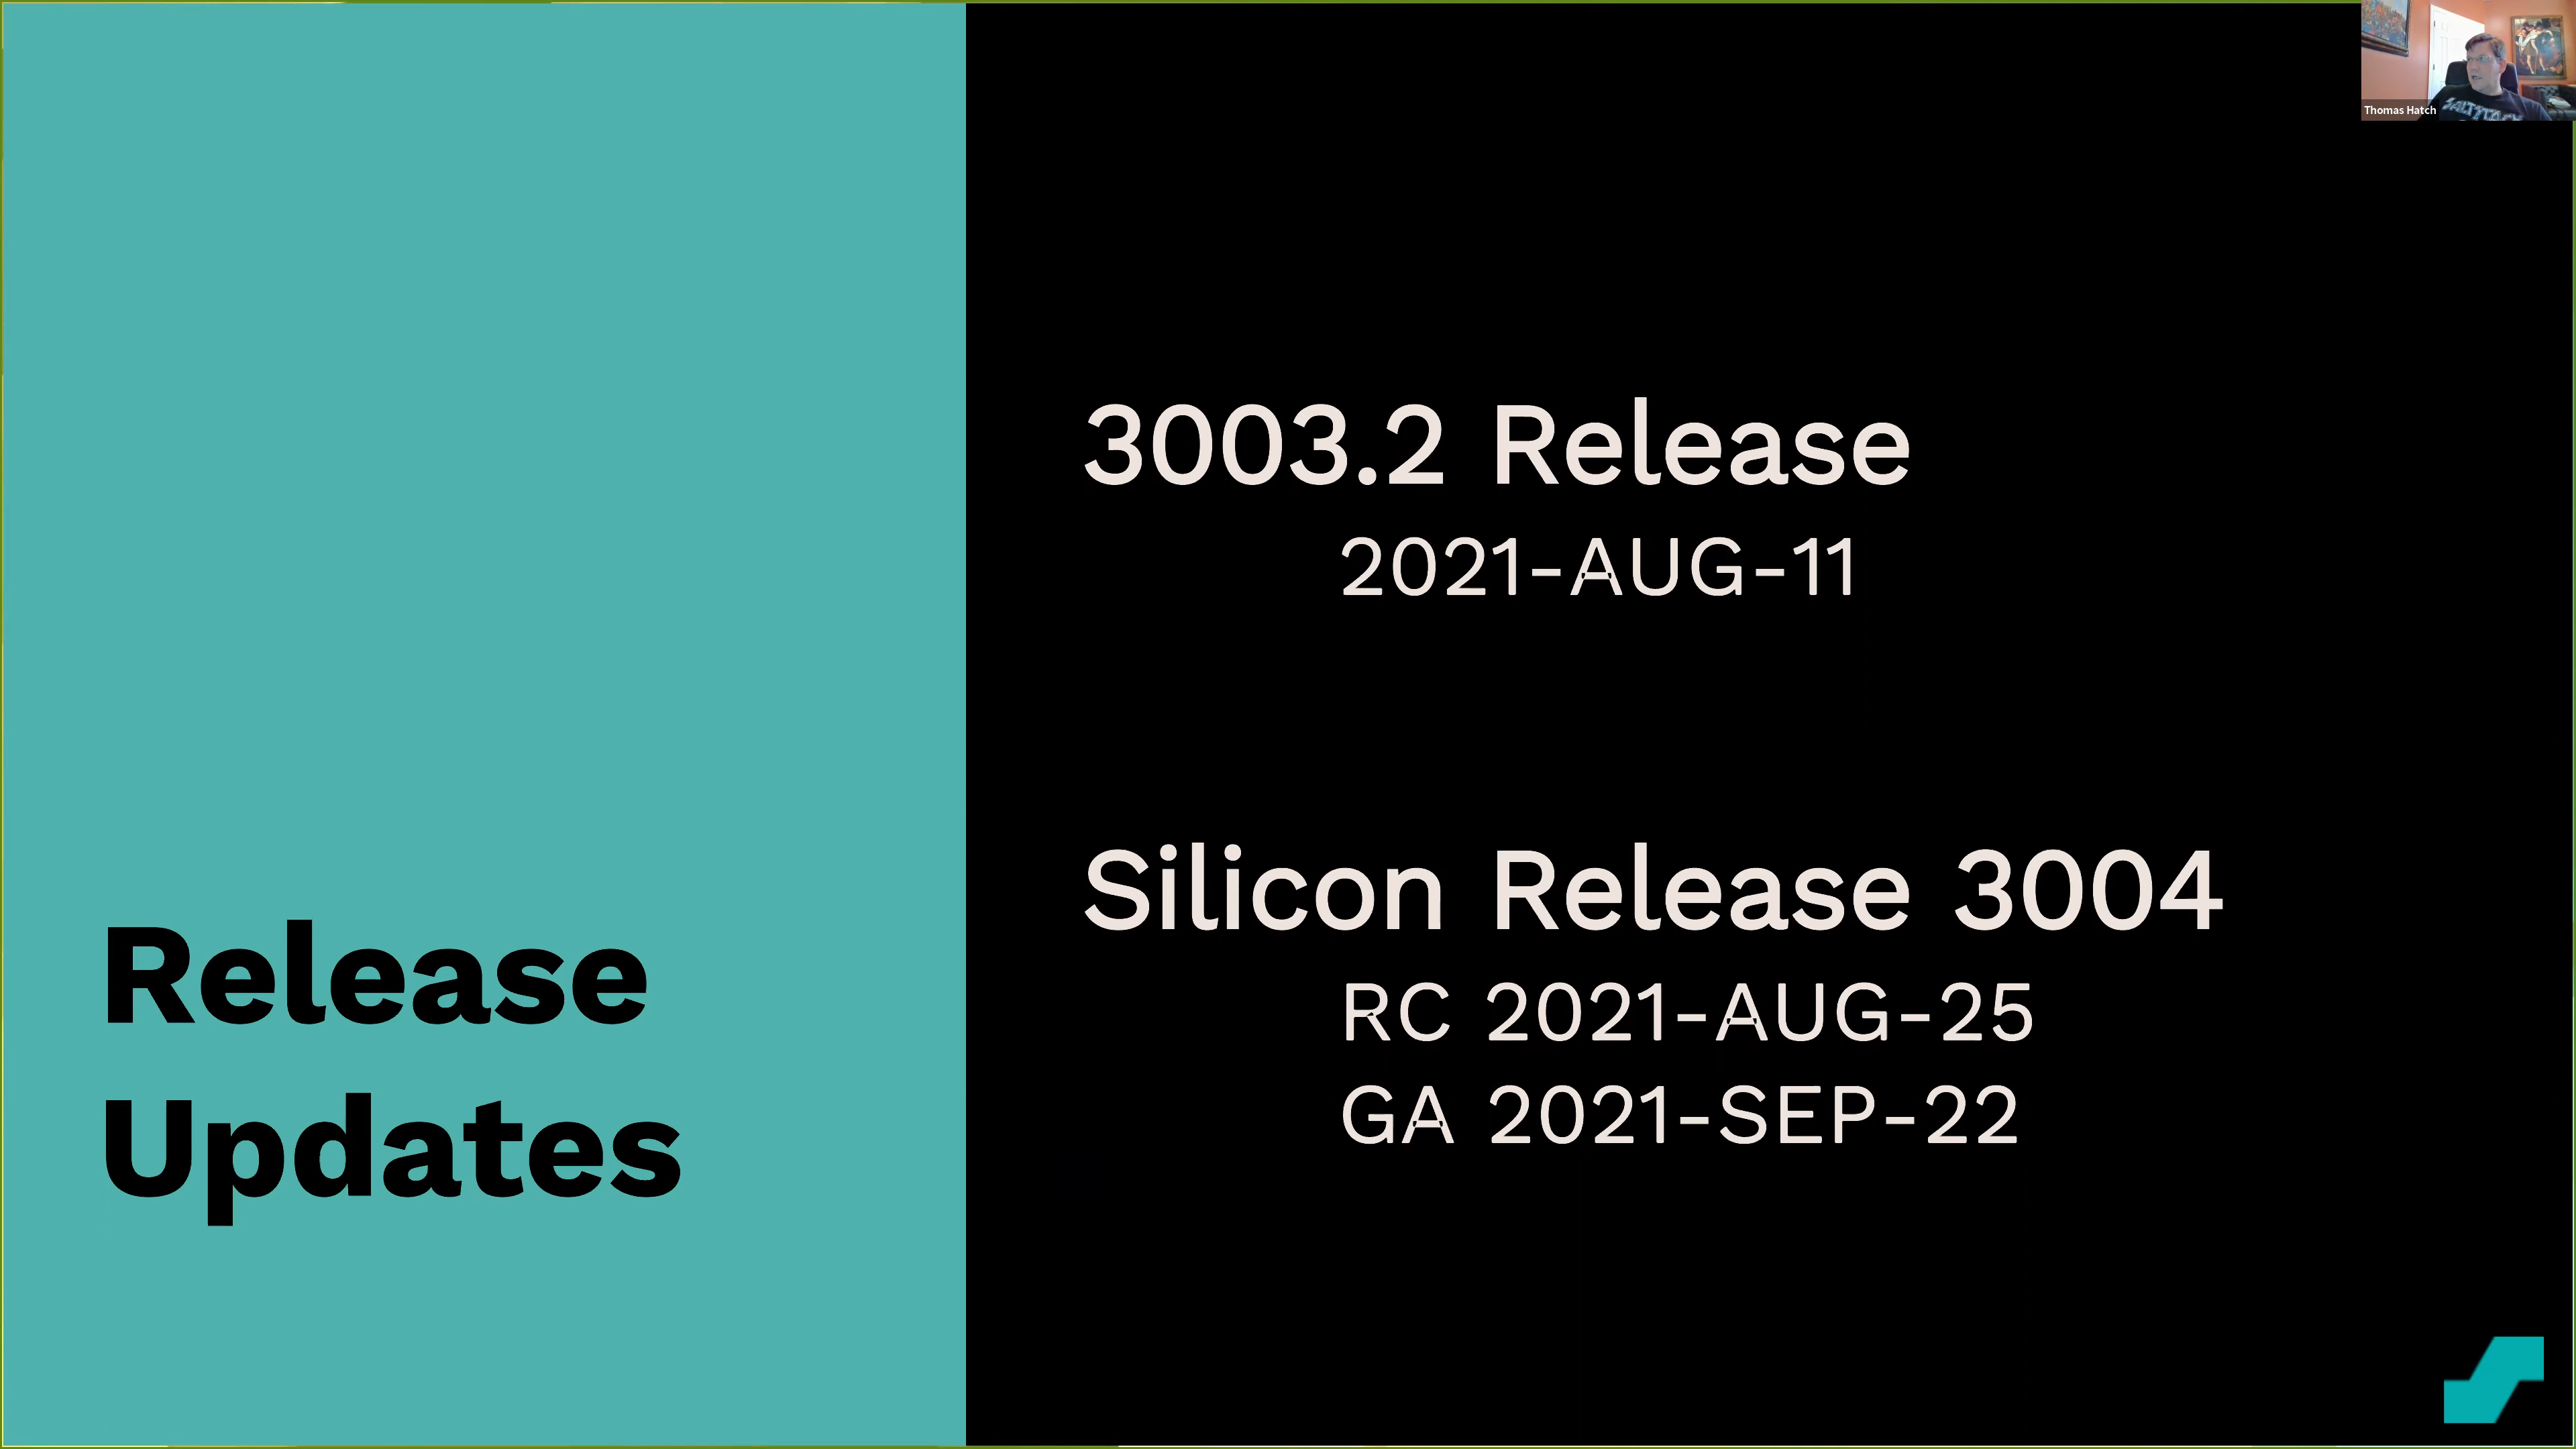 Thomas Hatch
SALTSTACK
3003.2 Release
2021-AUG-11
Silicon Release 3004
RC 2021-AUG-25
GA 2021-SEP-22
Release
Updates